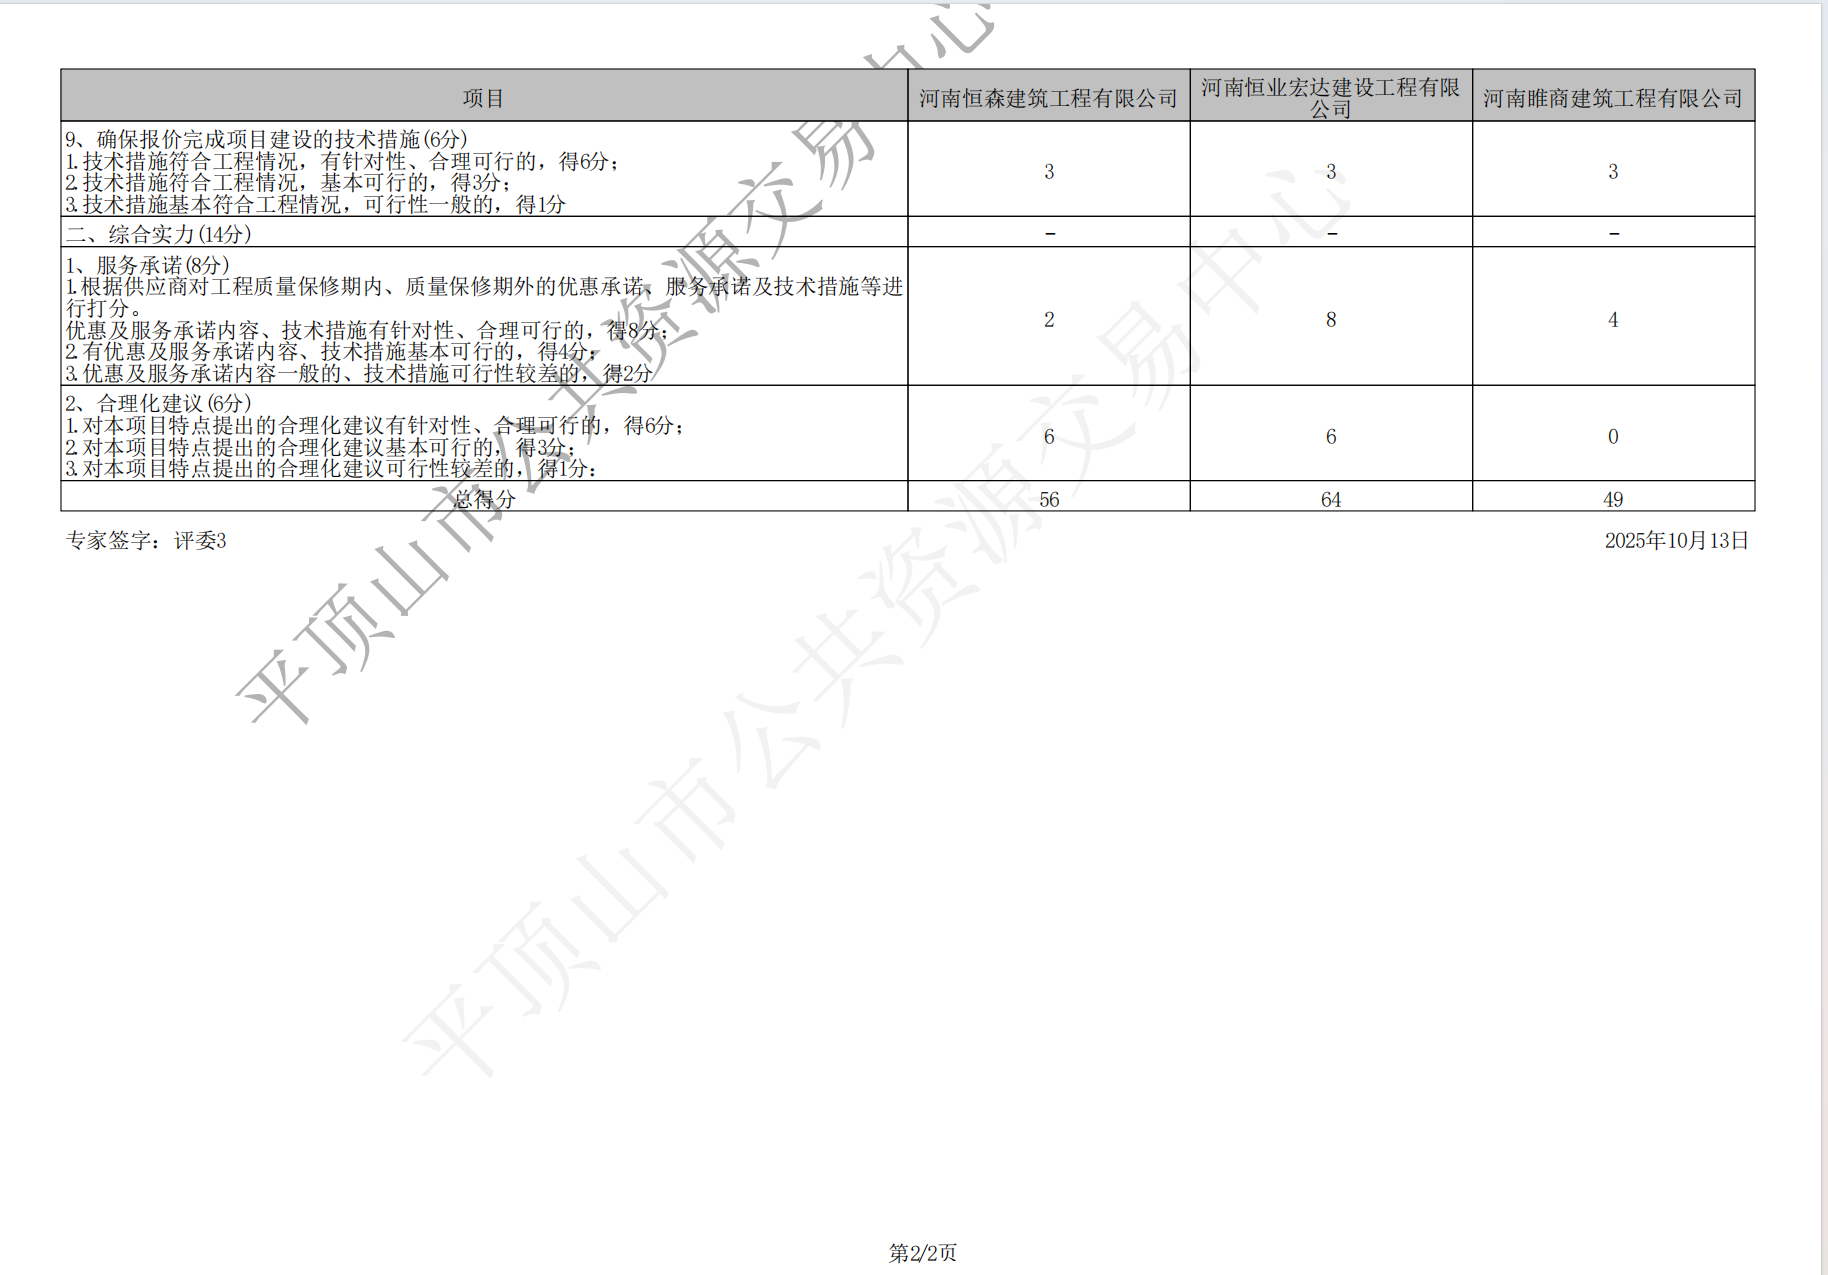 项目
河南恒森建筑工程有限公司
河南恒业宏达建设工程有限
公司
河南睢商建筑工程有限公司
9、确保报价完成项目建设的技术措施(6分)
1.技术措施符合工程情况，有针对性、合理可行的，得6分；
2.技术措施符合工程情况，基本可行的，得3分；
3.技术措施基本符合工程情况，可行性一般的，得1分
3
3
3
二、综合实力(14分)
-
-
-
1、服务承诺(8分)
1.根据供应商对工程质量保修期内、质量保修期外的优惠承诺、服务承诺及技术措施等进
行打分。
优惠及服务承诺内容、技术措施有针对性、合理可行的，得8分；
2.有优惠及服务承诺内容、技术措施基本可行的，得4分；
3.优惠及服务承诺内容一般的、技术措施可行性较差的，得2分
2
8
4
2、合理化建议(6分)
1.对本项目特点提出的合理化建议有针对性、合理可行的，得6分；
2.对本项目特点提出的合理化建议基本可行的，得3分；
3.对本项目特点提出的合理化建议可行性较差的，得1分：
6
6
0
总得分
56
64
49
专家签字：评委3
2025年10月13日
平顶山市公共资源交易中心
平顶山市公共资源交易中心
第2/2页